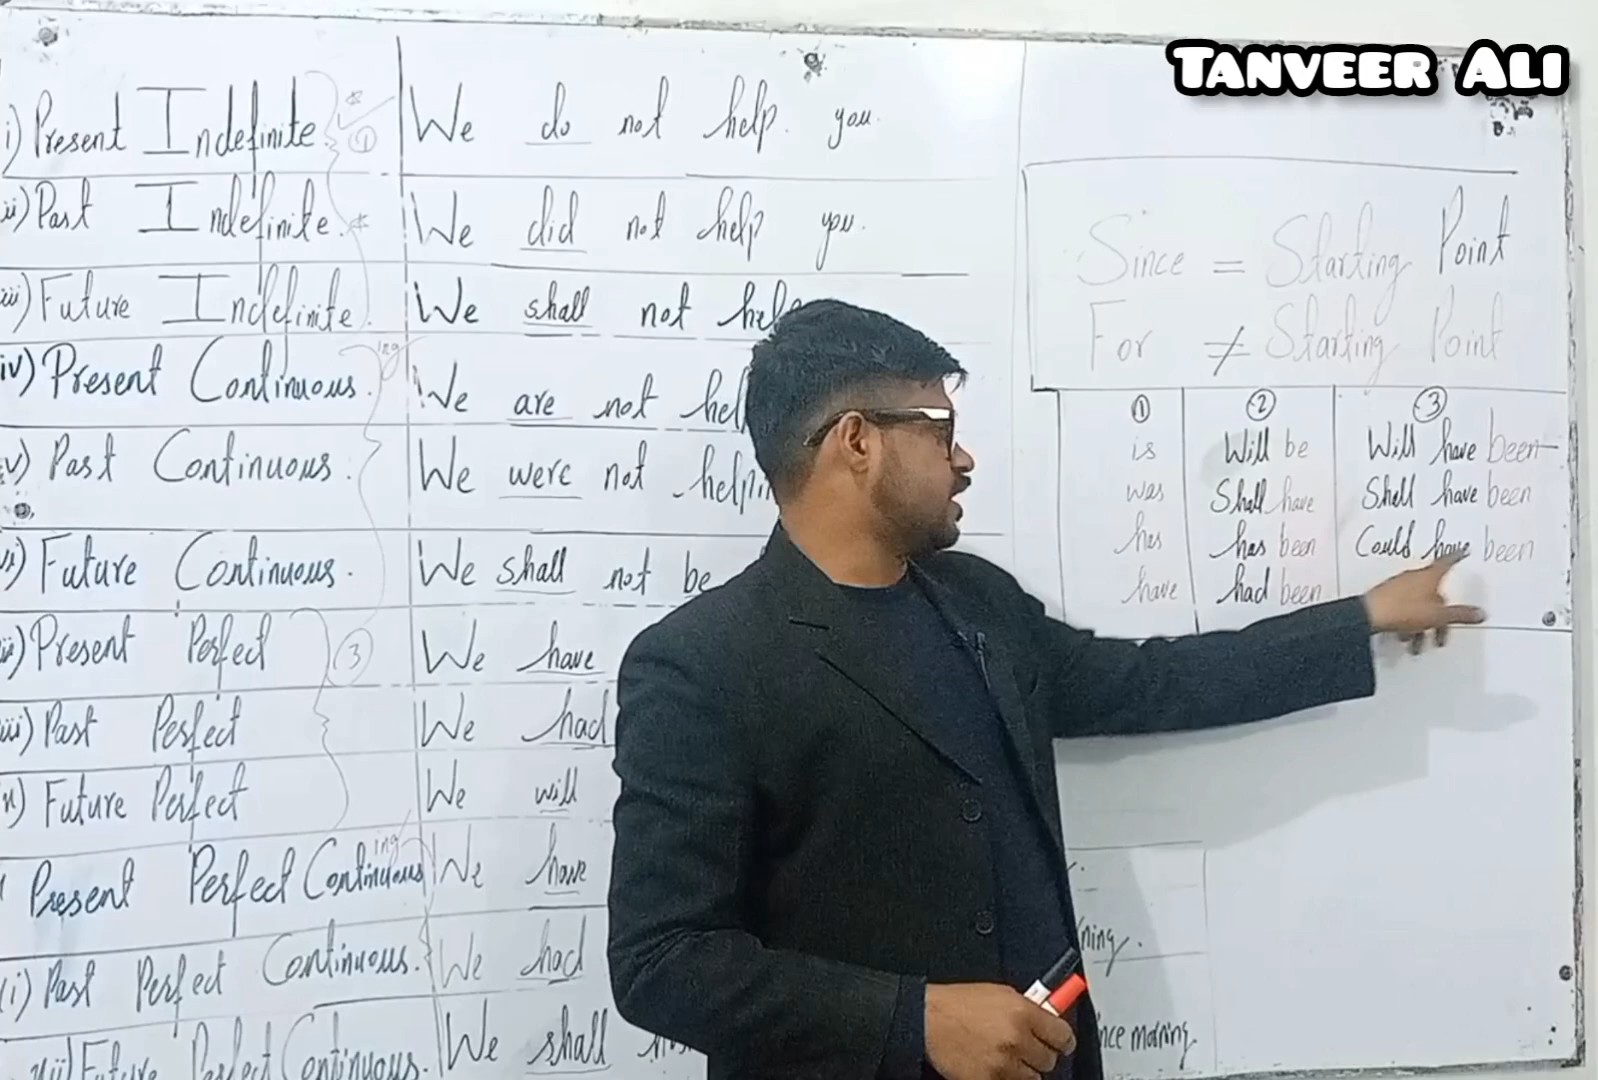 TANVEER ALI
i) Present Indefinite. ①
We do not help you.
ii) Past Indefinite.
We did not help you.
iii) Future Indefinite.
We shall not
iv) Present Continuous.
ing
We are not
v) Past Continuous.
We were not
vi) Future Continuous.
We shall not be
Present Perfect ③
We have
Past Perfect
We had
Future Perfect
We will
Present Perfect Continuous
ing
We have
Past Perfect Continuous.
We had
Future Perfect Continuous.
We shall
Since = Starting Point
For ≠ Starting Point
① ② ③
is Will be Will have been
was Shall have Shall have been
has has been Could have been
have had been
morning